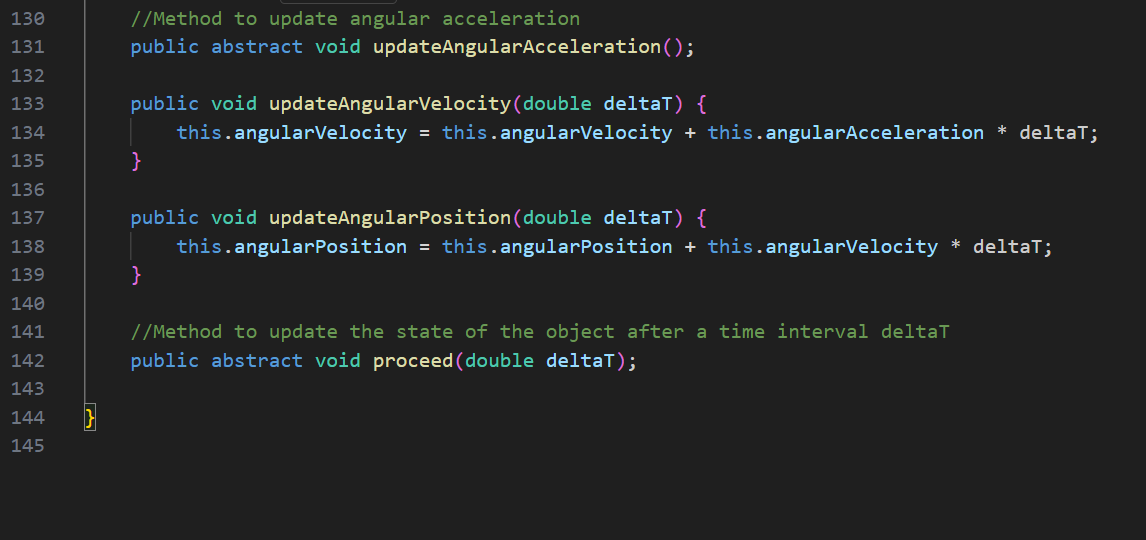 130 //Method to update angular acceleration
131 public abstract void updateAngularAcceleration();
132
133 public void updateAngularVelocity(double deltaT) {
134 this.angularVelocity = this.angularVelocity + this.angularAcceleration * deltaT;
135 }
136
137 public void updateAngularPosition(double deltaT) {
138 this.angularPosition = this.angularPosition + this.angularVelocity * deltaT;
139 }
140
141 //Method to update the state of the object after a time interval deltaT
142 public abstract void proceed(double deltaT);
143
144 }
145